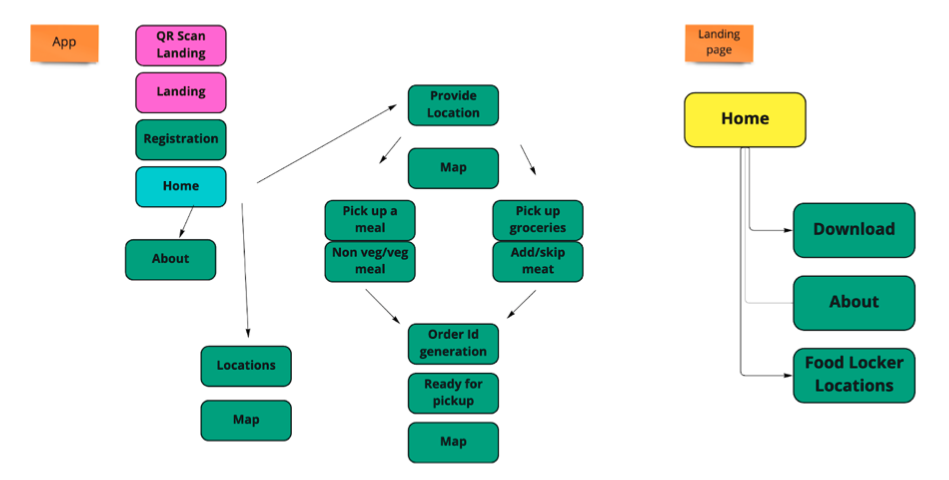 App
QR Scan
Landing
Landing
Registration
Home
About
Locations
Map
Provide
Location
Map
Pick up a
meal
Non veg/veg
meal
Pick up
groceries
Add/skip
meat
Order Id
generation
Ready for
pickup
Map
Landing
page
Home
Download
About
Food Locker
Locations